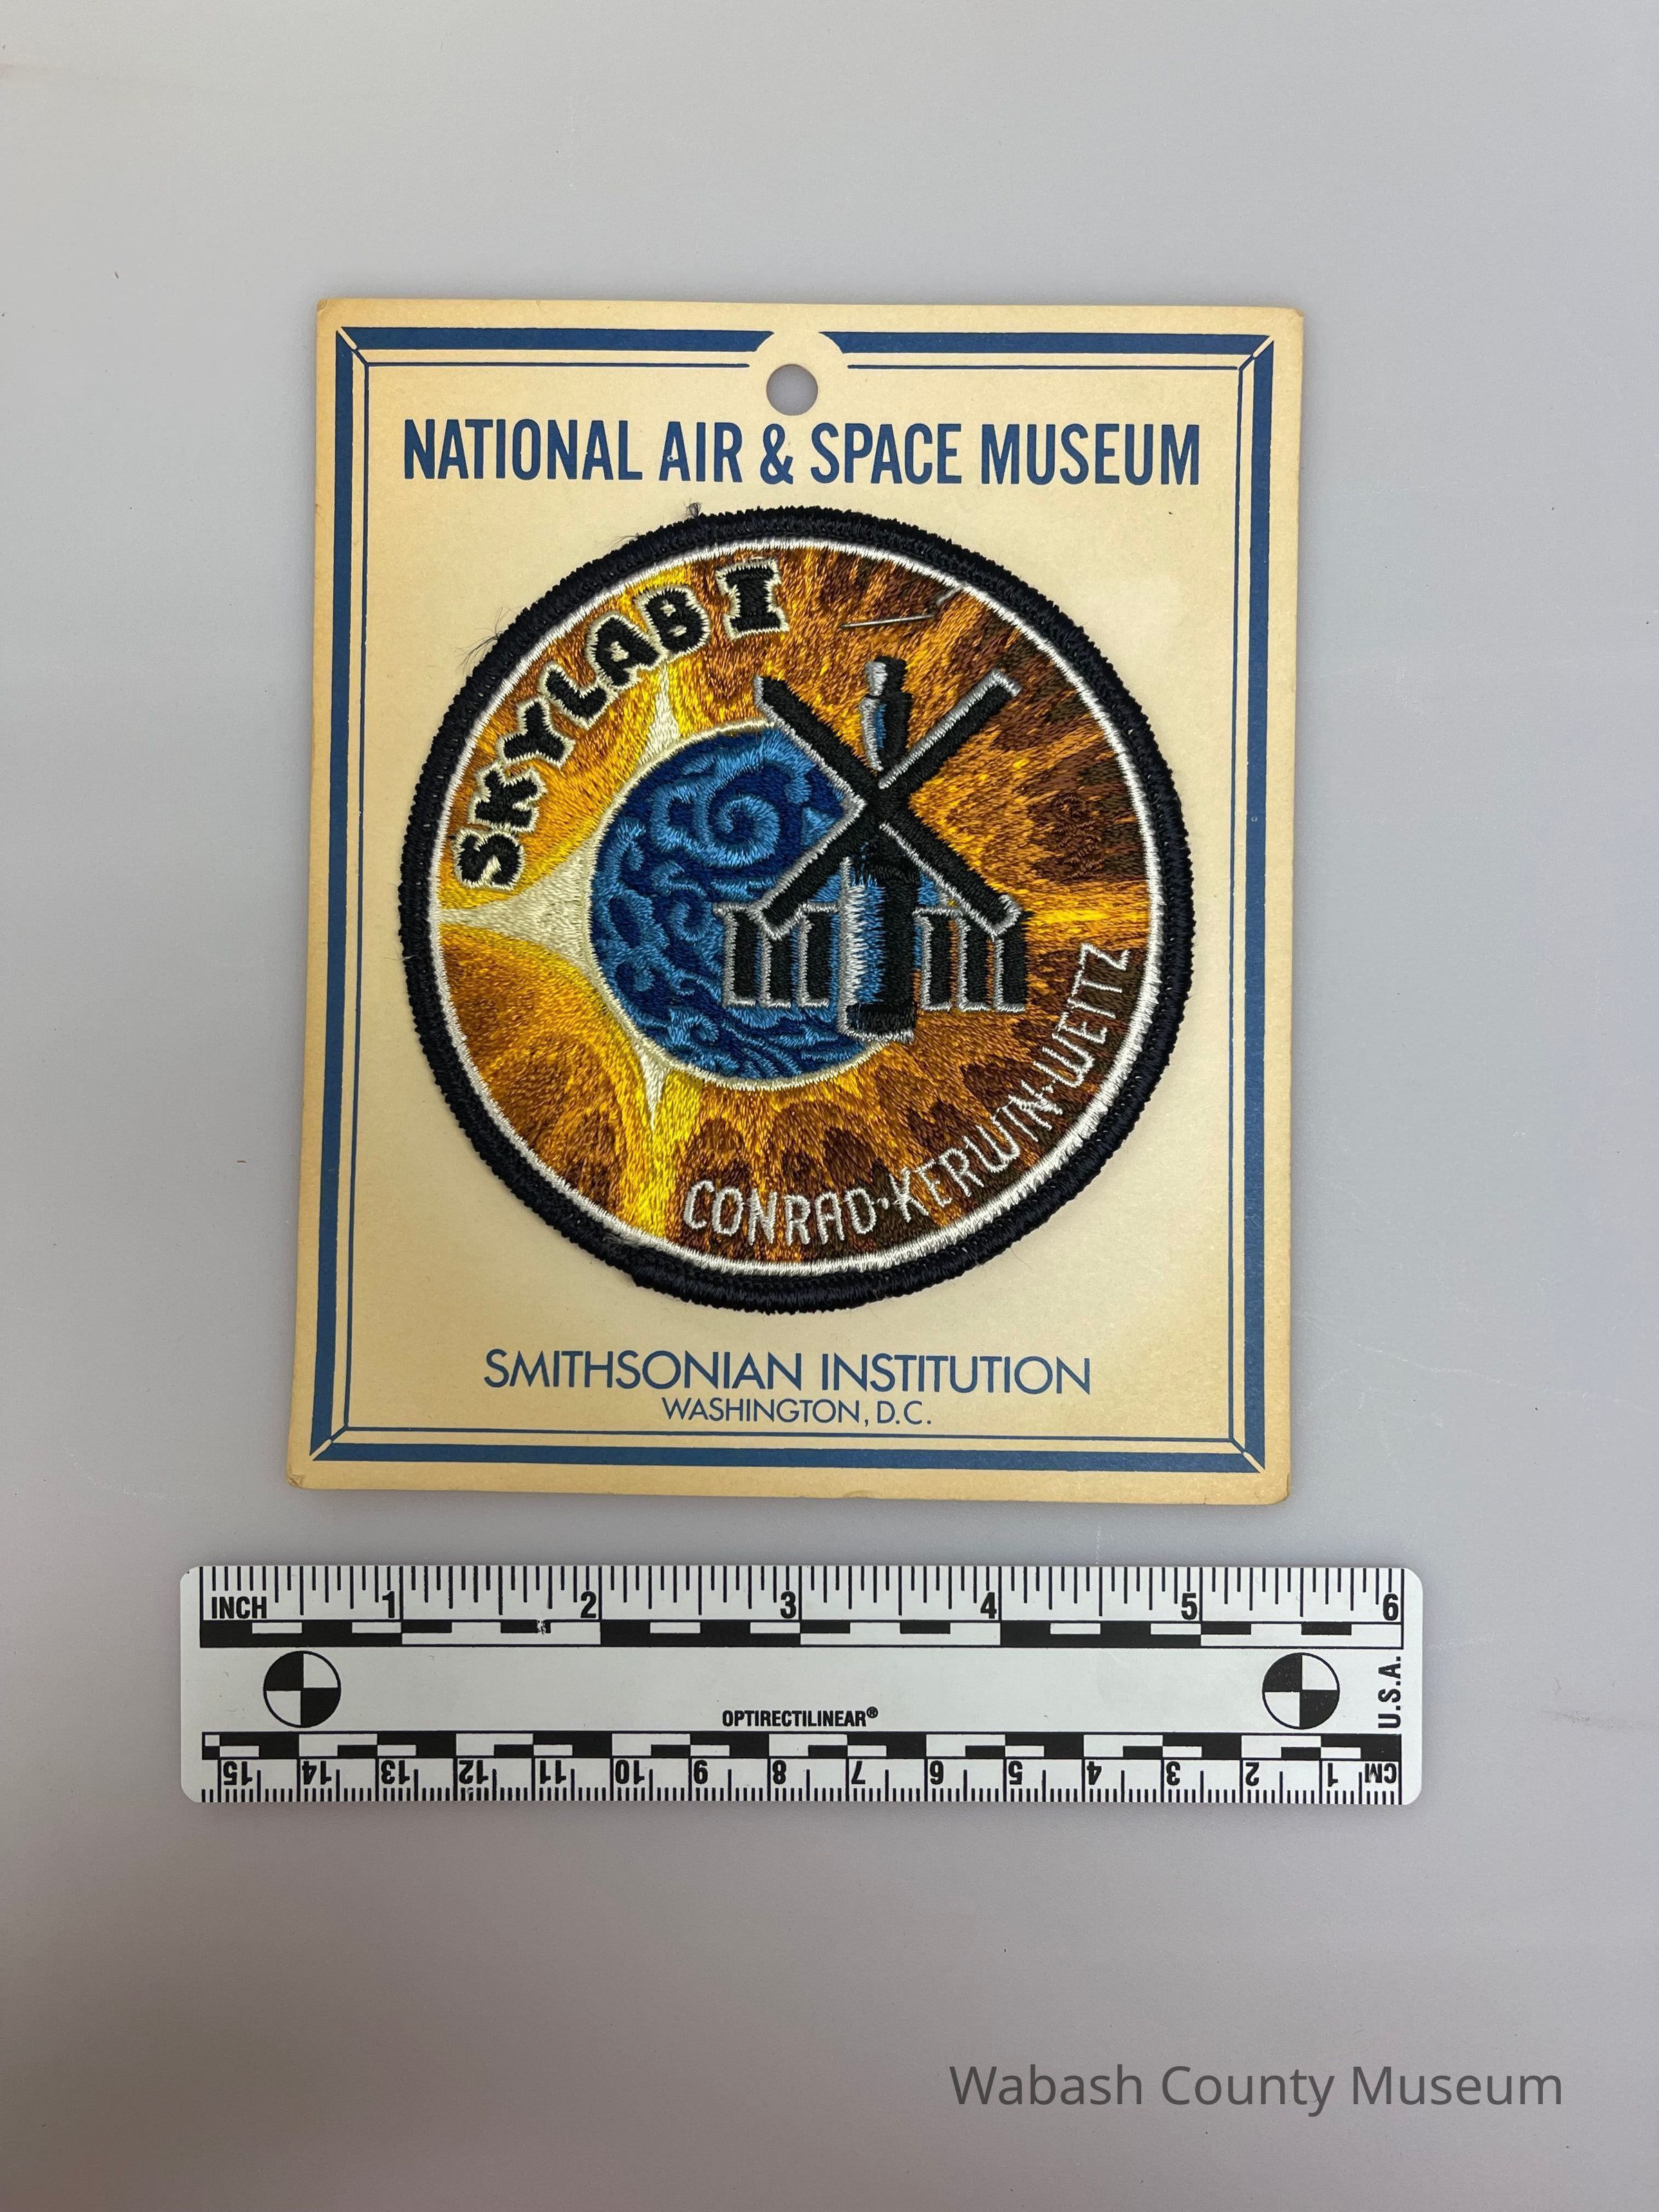 NATIONAL AIR & SPACE MUSEUM
SKYLAB I
CONRAD·KERWIN·WEITZ
SMITHSONIAN INSTITUTION
WASHINGTON, D.C.
INCH 1 2 3 4 5 6
U.S.A.
OPTIRECTILINEAR®
15 14 13 12 11 10 9 8 7 6 5 4 3 2 1 CM
Wabash County Museum